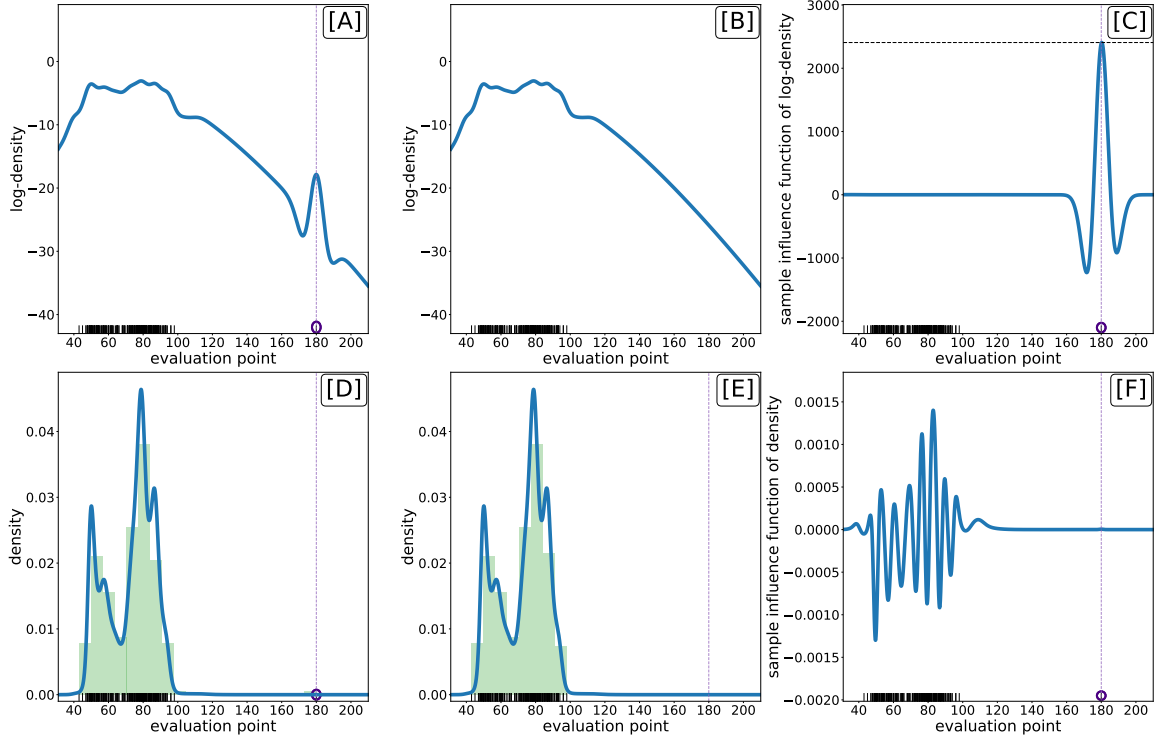 [A]
0
−10
−20
−30
−40
log-density
40 60 80 100 120 140 160 180 200
evaluation point
[B]
0
−10
−20
−30
−40
log-density
40 60 80 100 120 140 160 180 200
evaluation point
[C]
3000
2000
1000
0
−1000
−2000
sample influence function of log-density
40 60 80 100 120 140 160 180 200
evaluation point
[D]
0.04
0.03
0.02
0.01
0.00
density
40 60 80 100 120 140 160 180 200
evaluation point
[E]
0.04
0.03
0.02
0.01
0.00
density
40 60 80 100 120 140 160 180 200
evaluation point
[F]
0.0015
0.0010
0.0005
0.0000
−0.0005
−0.0010
−0.0015
−0.0020
sample influence function of density
40 60 80 100 120 140 160 180 200
evaluation point